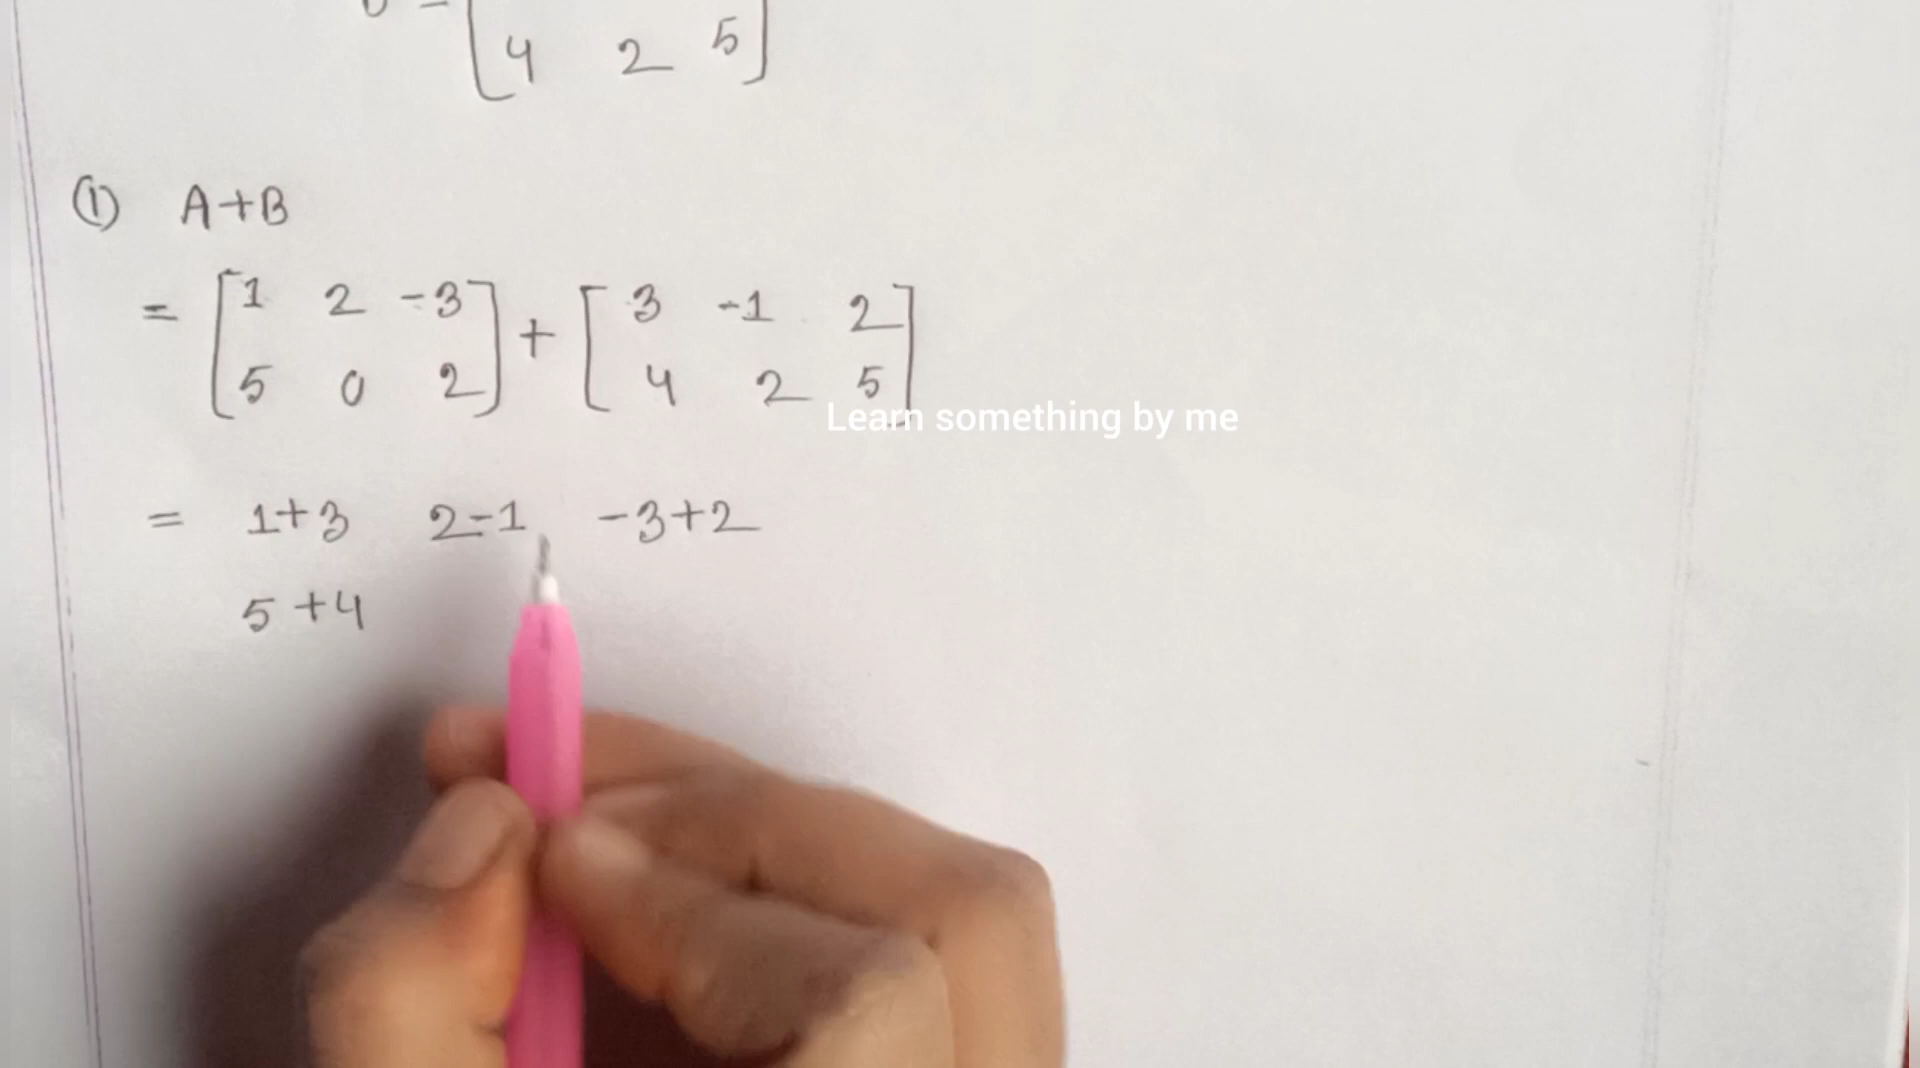 4 2 5
① A+B
= [1 2 -3] + [3 -1 2]
[5 0 2] [4 2 5]
Learn something by me
= 1+3 2-1 -3+2
5+4